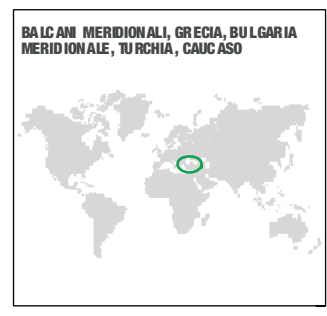 BALCANI MERIDIONALI, GRECIA, BULGARIA
MERIDIONALE, TURCHIA, CAUCASO